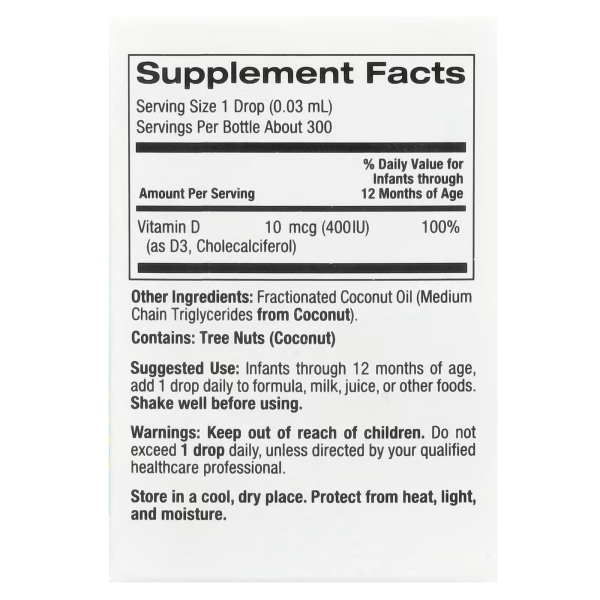 Supplement Facts
Serving Size 1 Drop (0.03 mL)
Servings Per Bottle About 300
% Daily Value for
Infants through
Amount Per Serving 12 Months of Age
Vitamin D 10 mcg (400IU) 100%
(as D3, Cholecalciferol)
Other Ingredients: Fractionated Coconut Oil (Medium
Chain Triglycerides from Coconut).
Contains: Tree Nuts (Coconut)
Suggested Use: Infants through 12 months of age,
add 1 drop daily to formula, milk, juice, or other foods.
Shake well before using.
Warnings: Keep out of reach of children. Do not
exceed 1 drop daily, unless directed by your qualified
healthcare professional.
Store in a cool, dry place. Protect from heat, light,
and moisture.